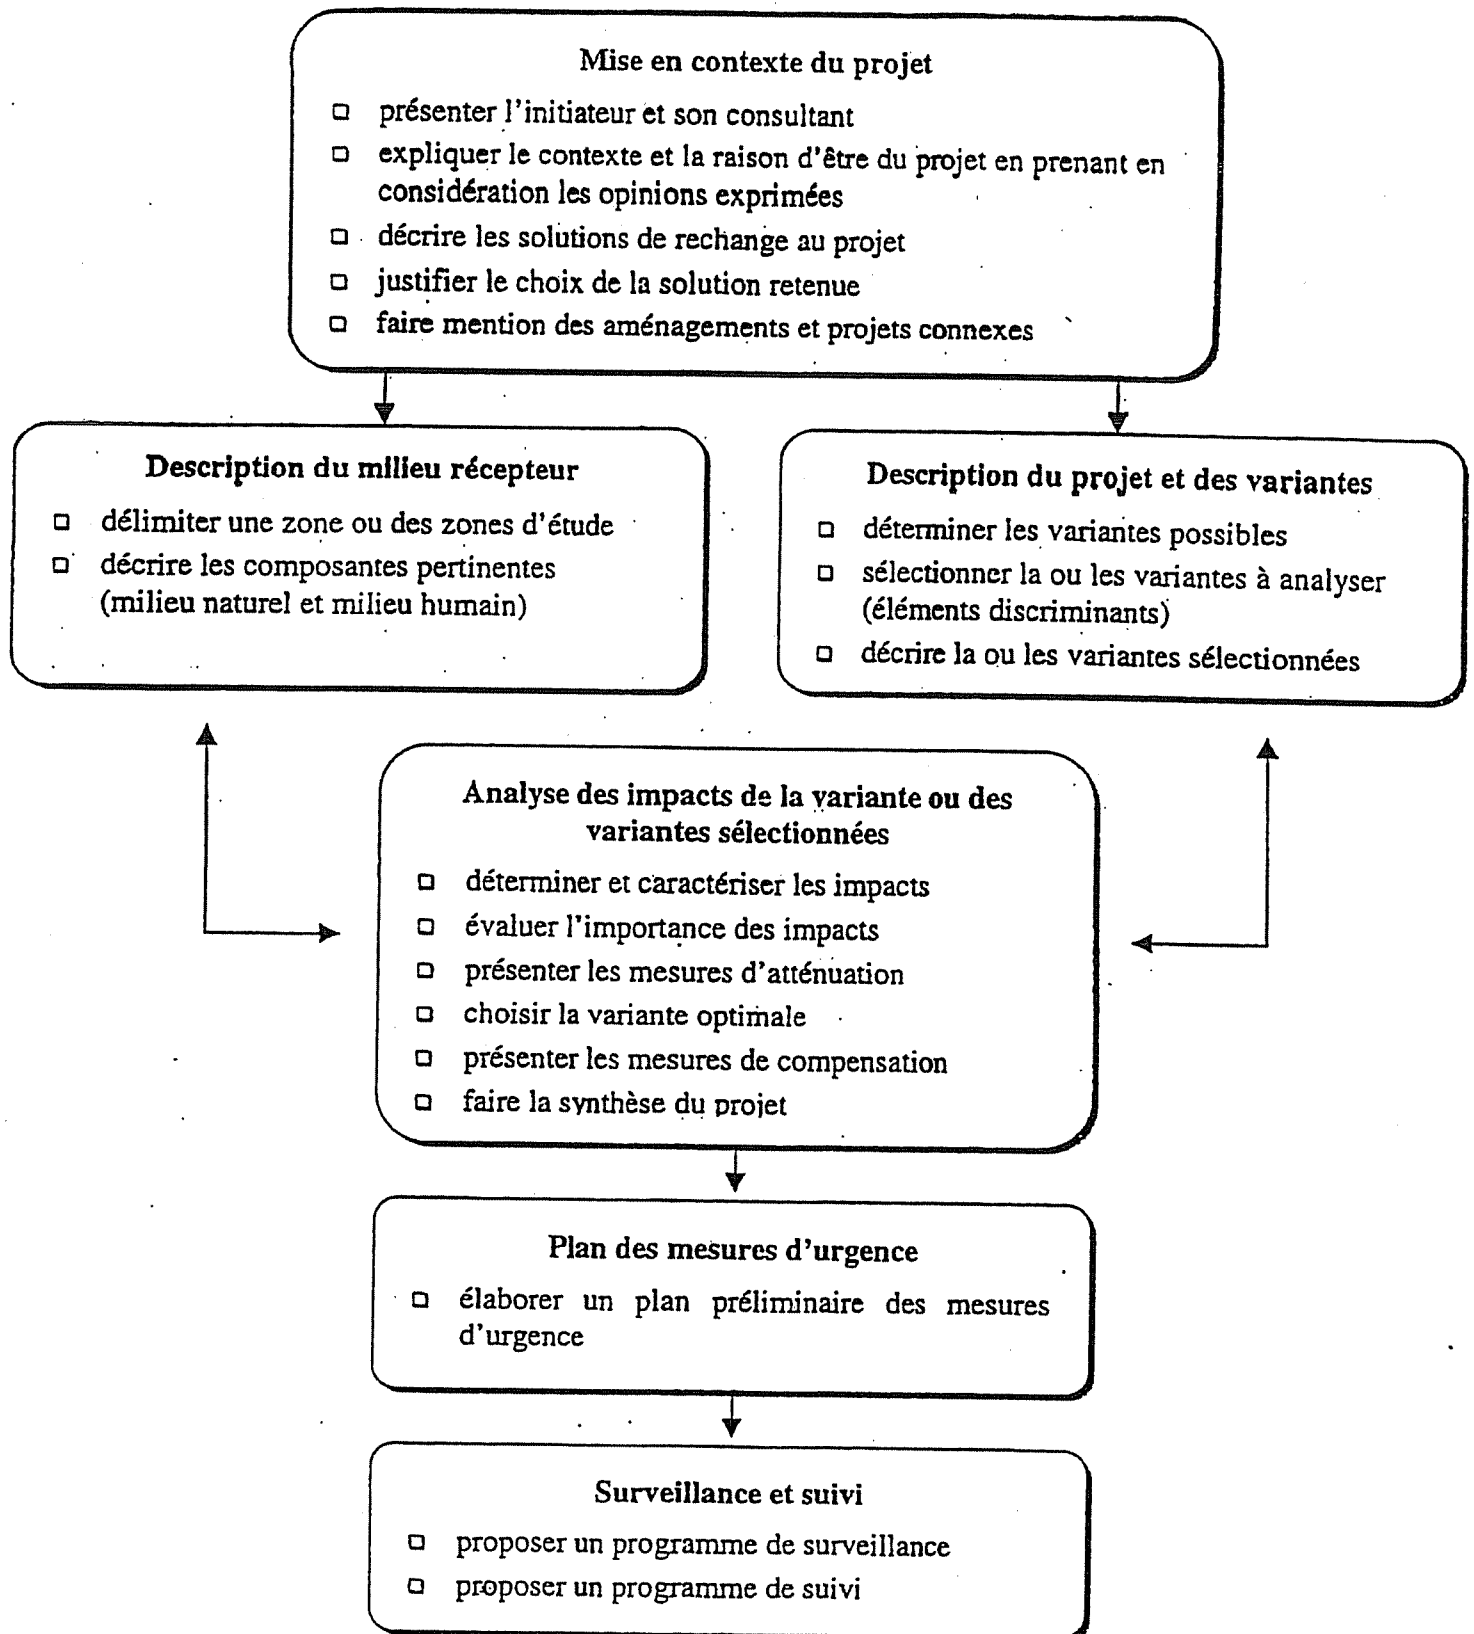 Mise en contexte du projet
□ présenter l'initiateur et son consultant
□ expliquer le contexte et la raison d'être du projet en prenant en
considération les opinions exprimées
□ décrire les solutions de rechange au projet
□ justifier le choix de la solution retenue
□ faire mention des aménagements et projets connexes
Description du milieu récepteur
□ délimiter une zone ou des zones d'étude
□ décrire les composantes pertinentes
(milieu naturel et milieu humain)
Description du projet et des variantes
□ déterminer les variantes possibles
□ sélectionner la ou les variantes à analyser
(éléments discriminants)
□ décrire la ou les variantes sélectionnées
Analyse des impacts de la variante ou des
variantes sélectionnées
□ déterminer et caractériser les impacts
□ évaluer l'importance des impacts
□ présenter les mesures d'atténuation
□ choisir la variante optimale
□ présenter les mesures de compensation
□ faire la synthèse du projet
Plan des mesures d'urgence
□ élaborer un plan préliminaire des mesures
d'urgence
Surveillance et suivi
□ proposer un programme de surveillance
□ proposer un programme de suivi